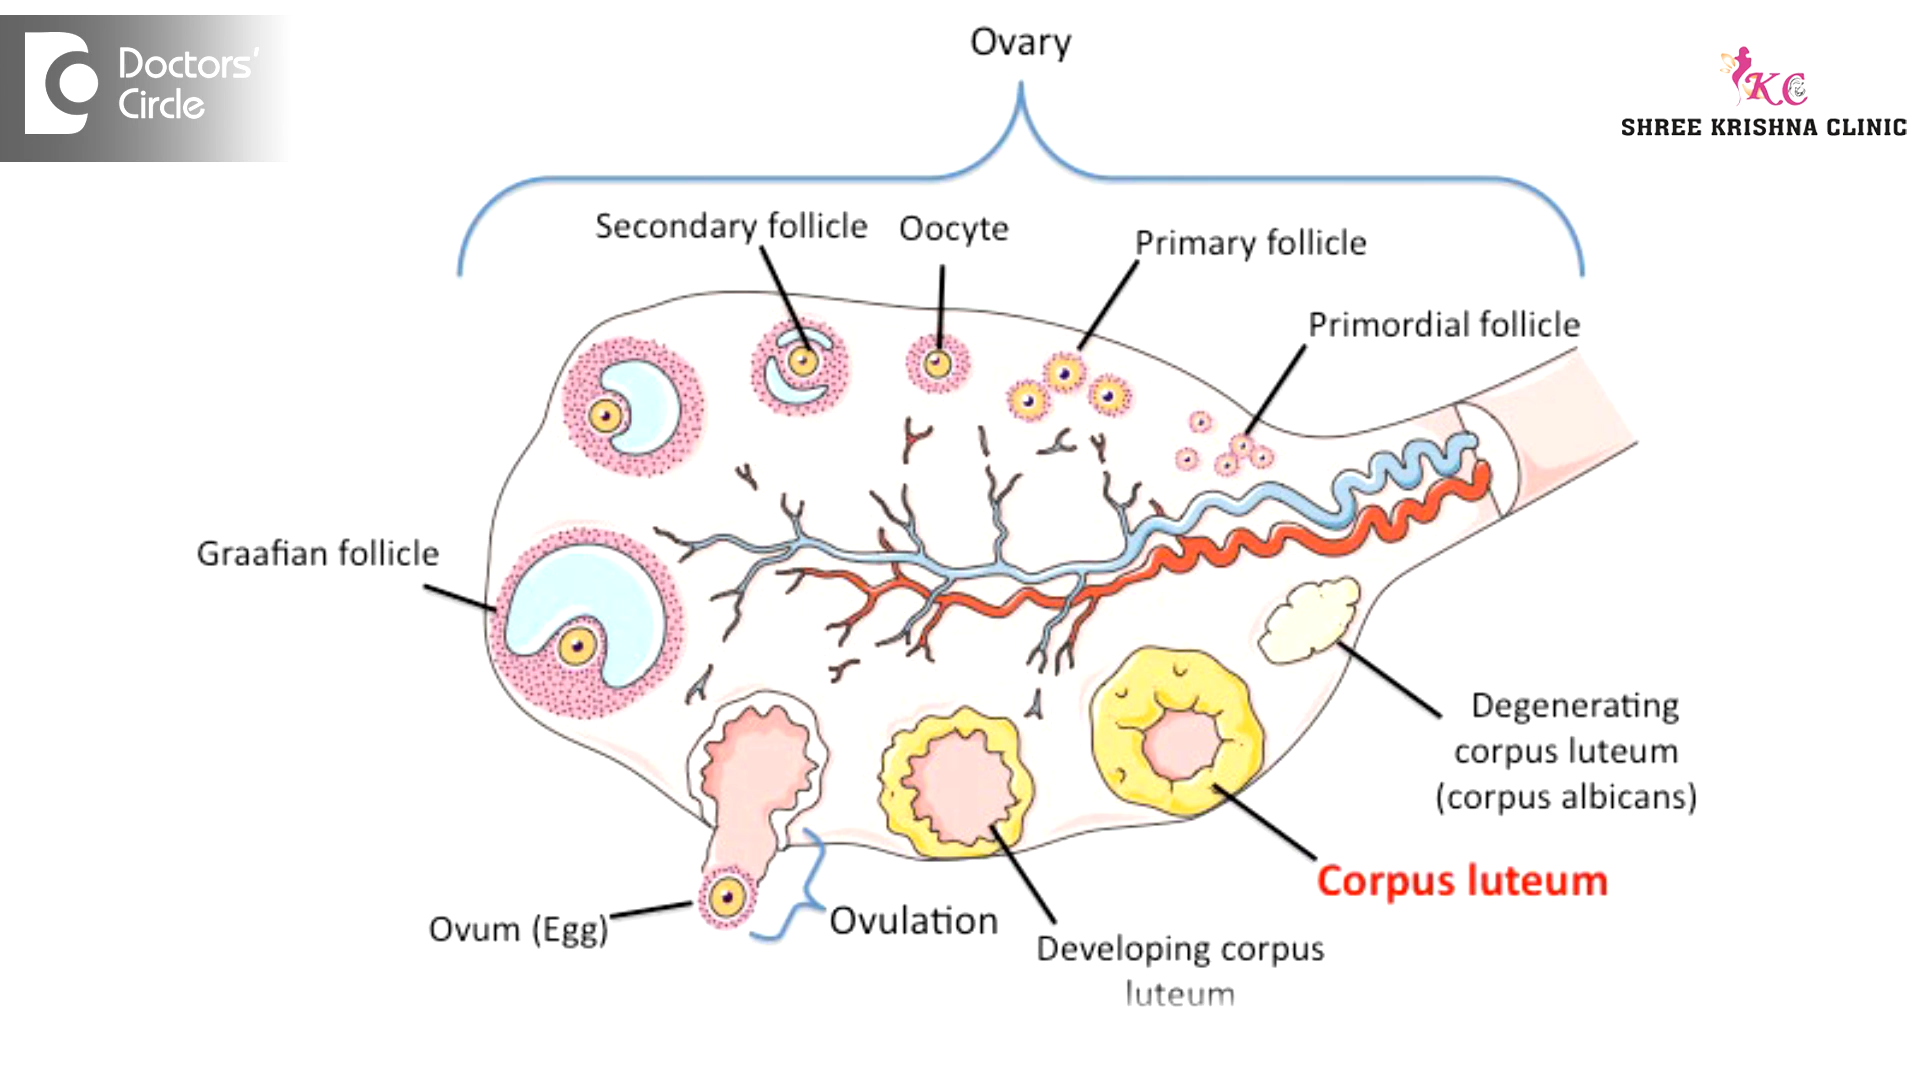 Doctors'
Circle
Ovary
KC
SHREE KRISHNA CLINIC
Secondary follicle
Oocyte
Primary follicle
Primordial follicle
Graafian follicle
Degenerating
corpus luteum
(corpus albicans)
Corpus luteum
Ovum (Egg)
Ovulation
Developing corpus
luteum